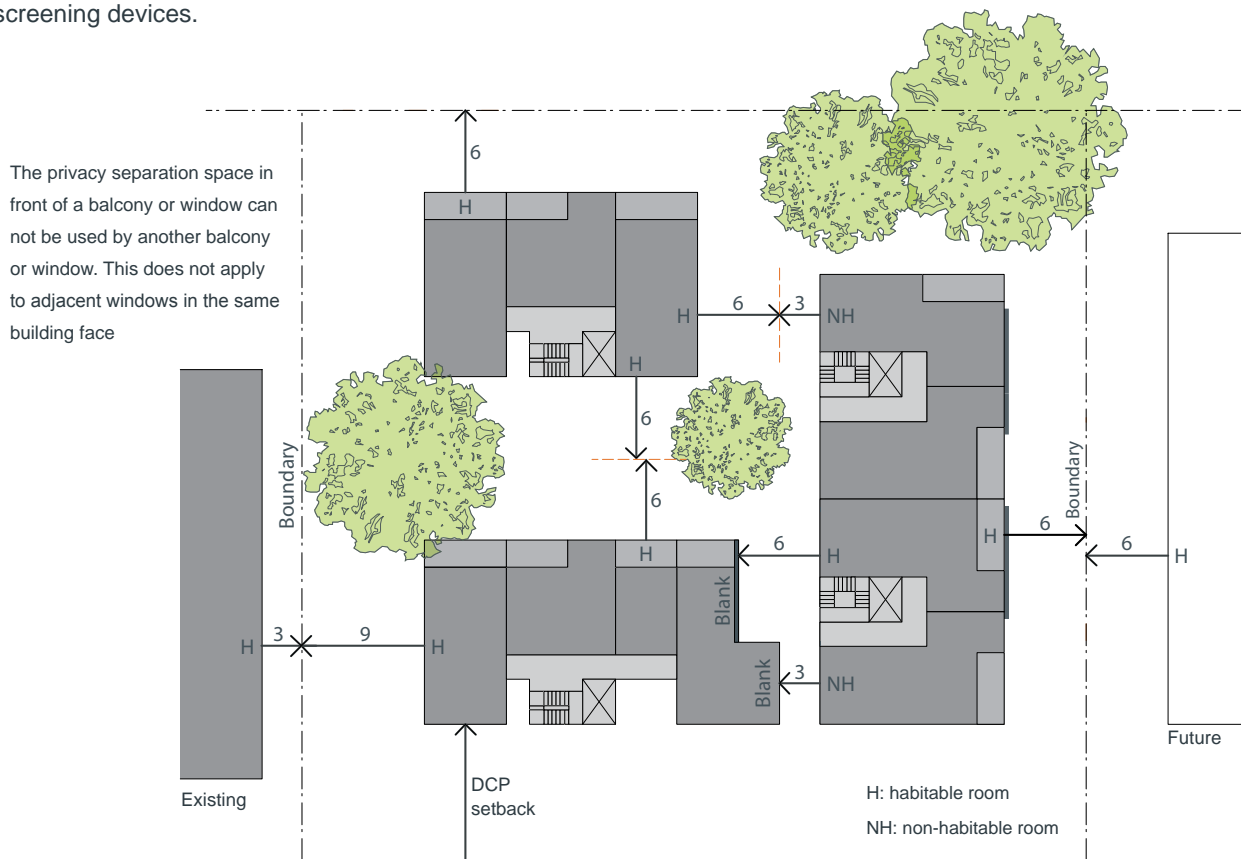 screening devices.
6
The privacy separation space in
front of a balcony or window can
not be used by another balcony
or window. This does not apply
to adjacent windows in the same
building face
H
H
6
3
NH
H
6
Boundary
Boundary
6
H
6
H
H
6
6
H
Blank
H
3
9
H
Blank
3
NH
Future
Existing
DCP
setback
H: habitable room
NH: non-habitable room